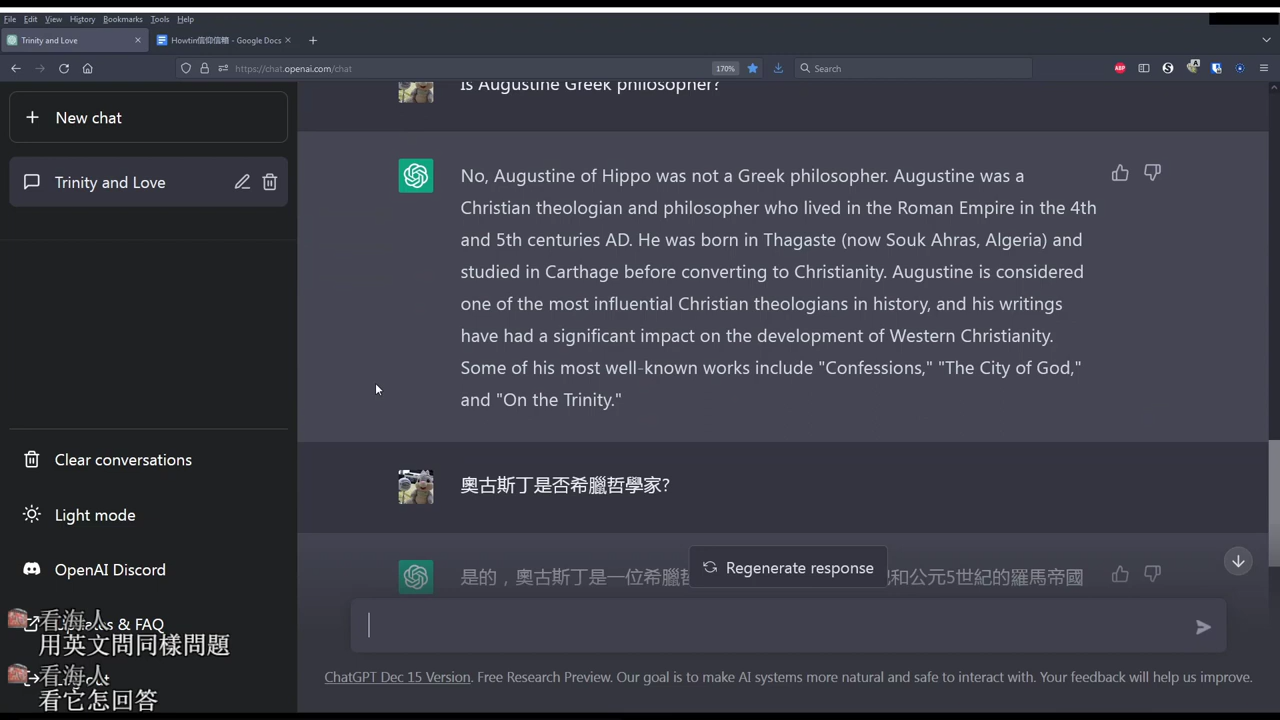 File Edit View History Bookmarks Tools Help
Trinity and Love
Howtin信仰信韻 - Google Docs
https://chat.openai.com/chat
170%
Search
New chat
Trinity and Love
Is Augustine Greek philosopher?
No, Augustine of Hippo was not a Greek philosopher. Augustine was a
Christian theologian and philosopher who lived in the Roman Empire in the 4th
and 5th centuries AD. He was born in Thagaste (now Souk Ahras, Algeria) and
studied in Carthage before converting to Christianity. Augustine is considered
one of the most influential Christian theologians in history, and his writings
have had a significant impact on the development of Western Christianity.
Some of his most well-known works include "Confessions," "The City of God,"
and "On the Trinity."
奧古斯丁是否希臘哲學家?
是的，奧古斯丁是一位希臘
和公元5世紀的羅馬帝國
Regenerate response
Clear conversations
Light mode
OpenAI Discord
& FAQ
看海人
用英文問同樣問題
看海人
看它怎回答
ChatGPT Dec 15 Version. Free Research Preview. Our goal is to make AI systems more natural and safe to interact with. Your feedback will help us improve.